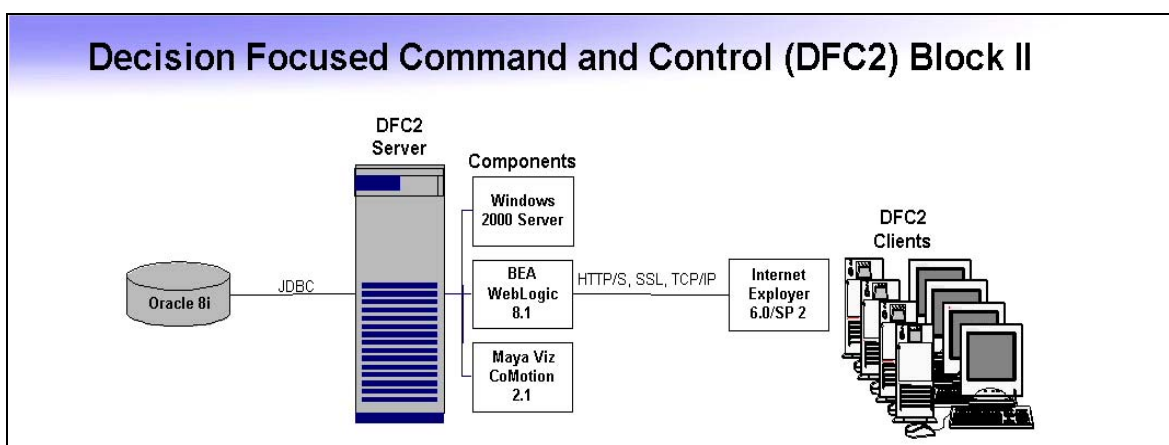 Decision Focused Command and Control (DFC2) Block II
DFC2
Server
Components
Windows
2000 Server
DFC2
Clients
Oracle 8i
JDBC
BEA
WebLogic
8.1
HTTP/S, SSL, TCP/IP
Internet
Exployer
6.0/SP 2
Maya Viz
CoMotion
2.1